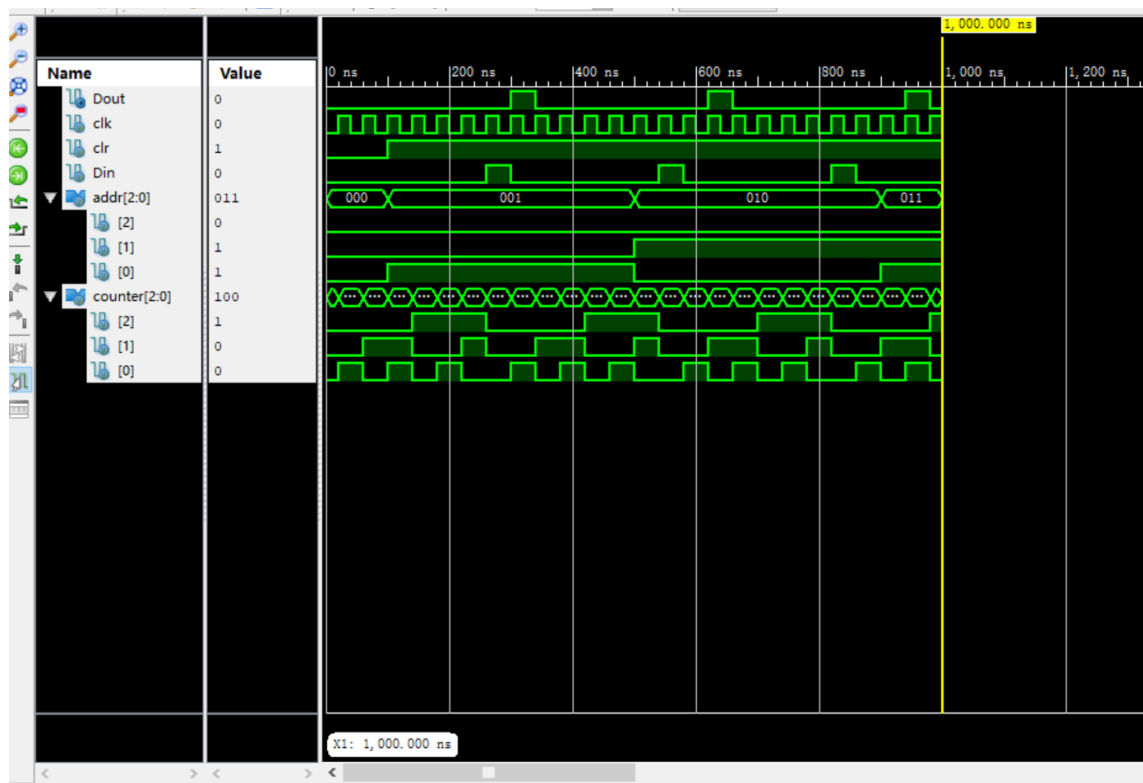 1,000.000 ns
Name Value 0 ns 200 ns 400 ns 600 ns 800 ns 1,000 ns 1,200 ns
Dout 0
clk 0
clr 1
Din 0
addr[2:0] 011 000 001 010 011
[2] 0
[1] 1
[0] 1
counter[2:0] 100 ... ... ... ... ... ... ... ... ... ... ... ... ... ... ... ... ... ... ... ... ... ... ... ...
[2] 1
[1] 0
[0] 0
X1: 1,000.000 ns